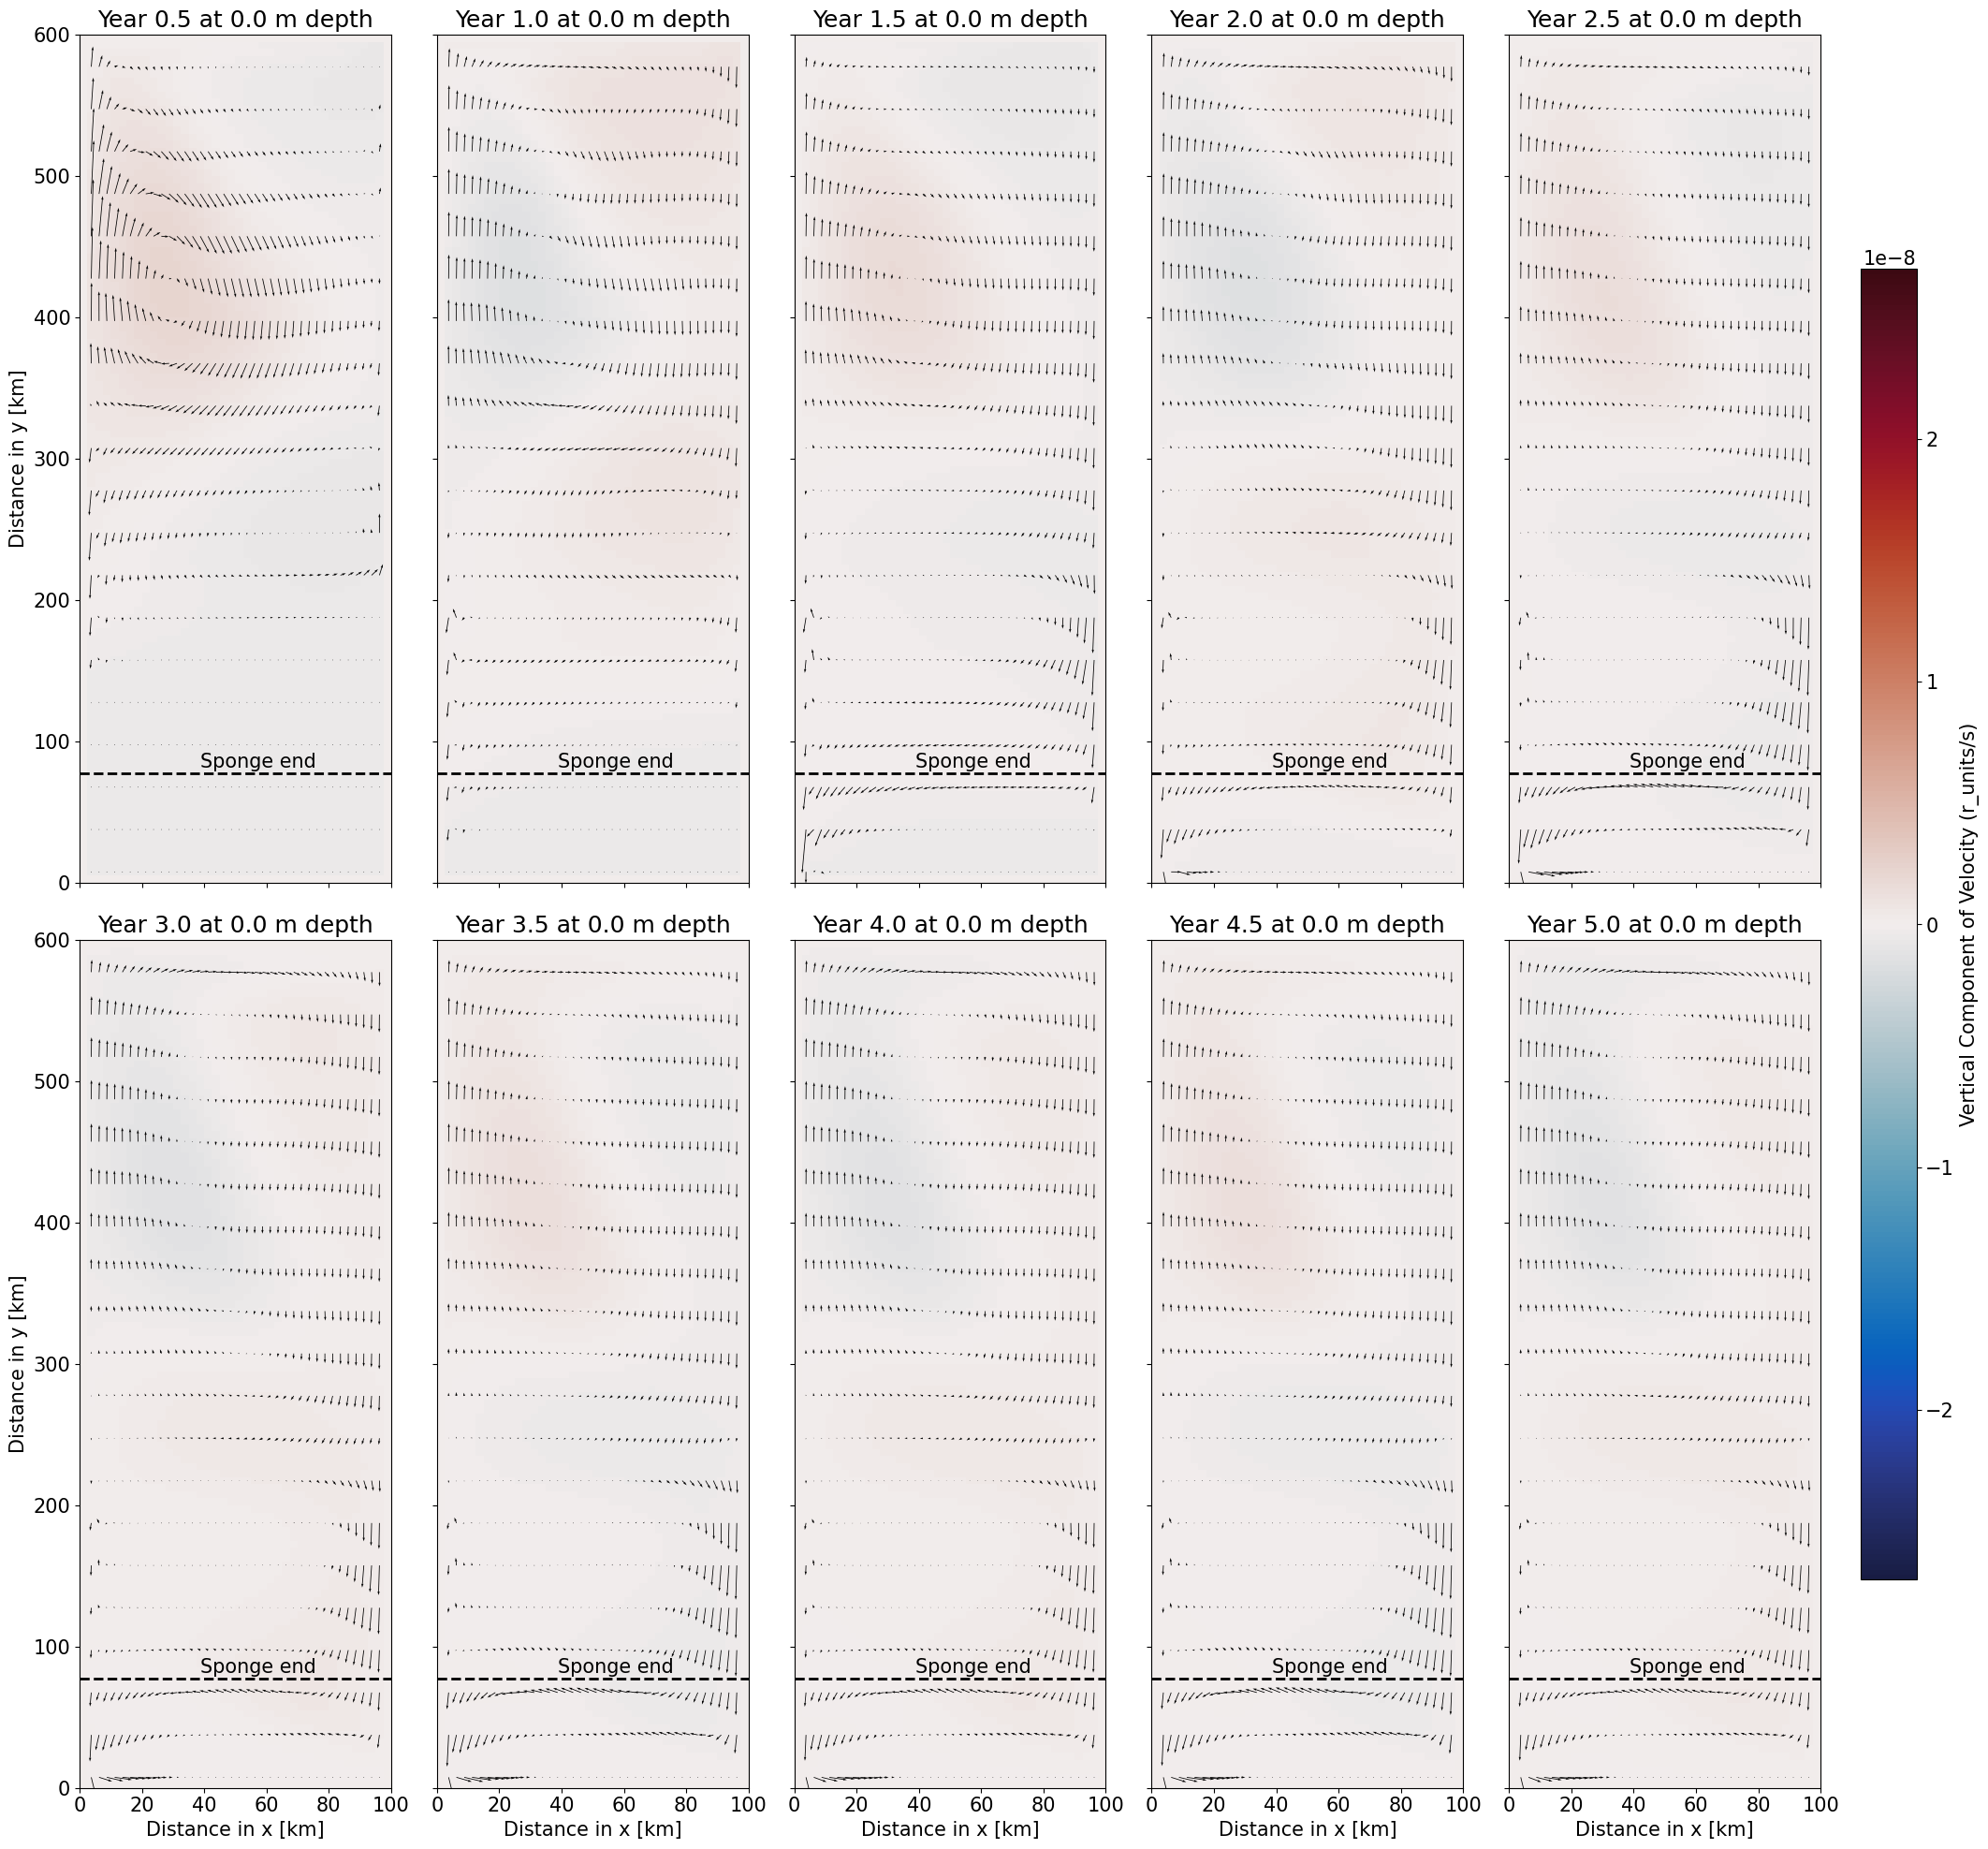 Year 0.5 at 0.0 m depth
Year 1.0 at 0.0 m depth
Year 1.5 at 0.0 m depth
Year 2.0 at 0.0 m depth
Year 2.5 at 0.0 m depth
600
500
400
300
200
100
0
Distance in y [km]
Sponge end
Sponge end
Sponge end
Sponge end
Sponge end
Year 3.0 at 0.0 m depth
Year 3.5 at 0.0 m depth
Year 4.0 at 0.0 m depth
Year 4.5 at 0.0 m depth
Year 5.0 at 0.0 m depth
600
500
400
300
200
100
0
Distance in y [km]
Sponge end
Sponge end
Sponge end
Sponge end
Sponge end
0 20 40 60 80 100
0 20 40 60 80 100
0 20 40 60 80 100
0 20 40 60 80 100
0 20 40 60 80 100
Distance in x [km]
Distance in x [km]
Distance in x [km]
Distance in x [km]
Distance in x [km]
1e−8
2
1
0
−1
−2
Vertical Component of Velocity (r_units/s)